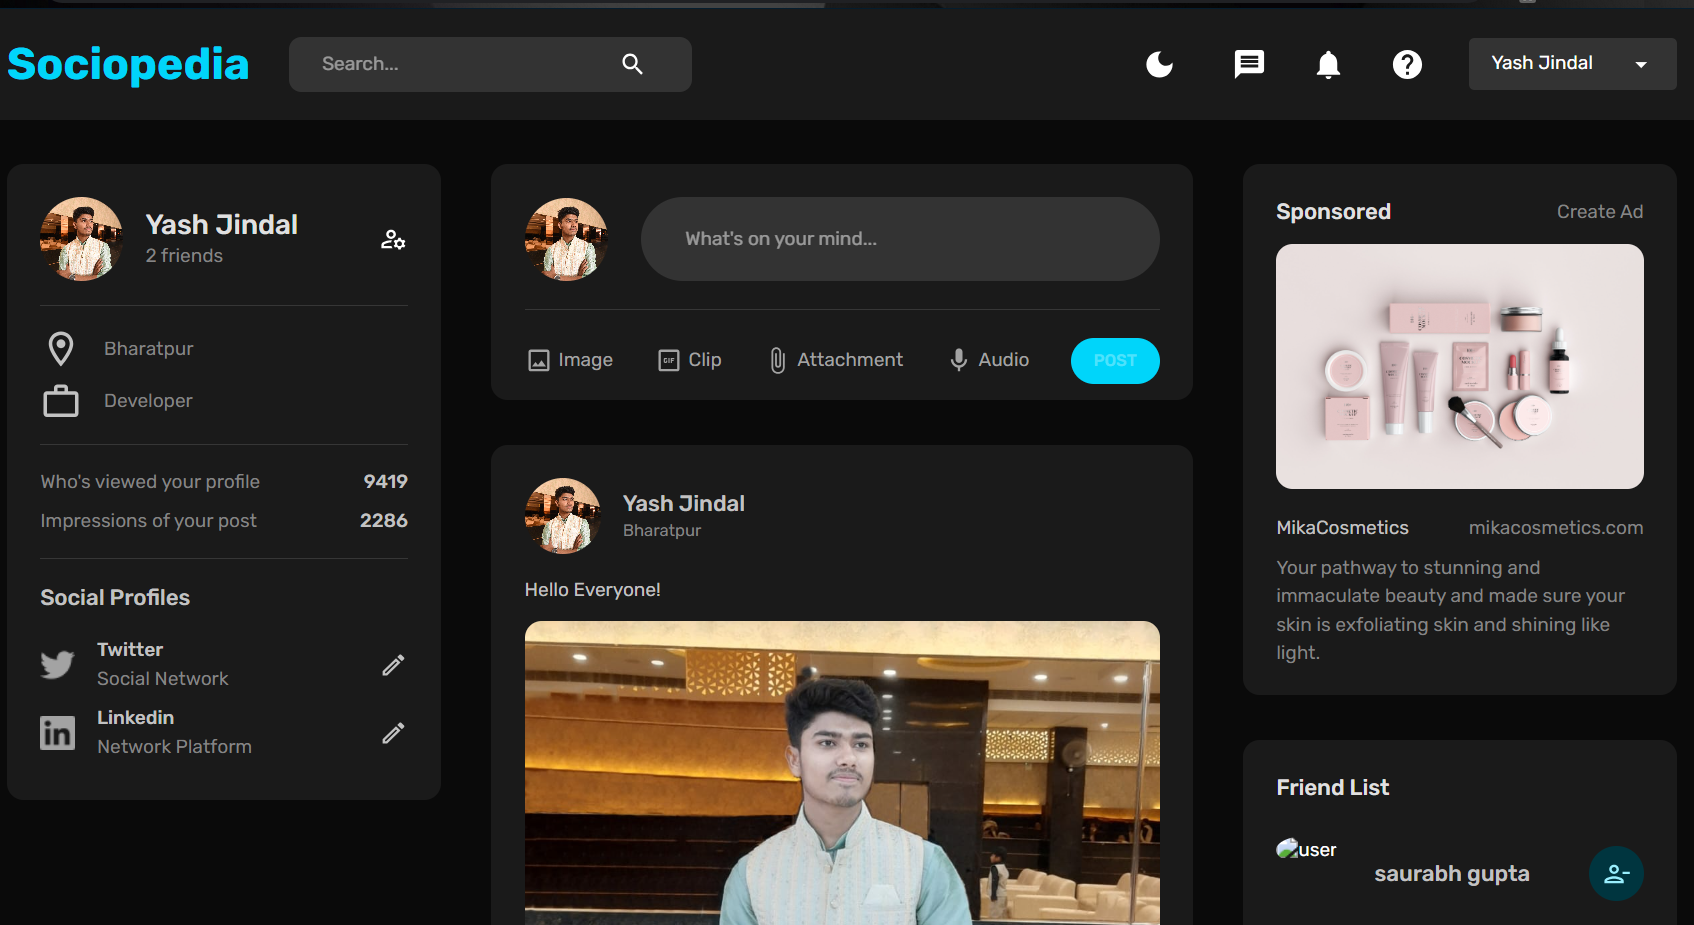 Sociopedia
Search...
Yash Jindal
Yash Jindal
2 friends
Bharatpur
Developer
Who's viewed your profile 9419
Impressions of your post 2286
Social Profiles
Twitter
Social Network
Linkedin
Network Platform
What's on your mind...
Image
GIF
Clip
Attachment
Audio
POST
Yash Jindal
Bharatpur
Hello Everyone!
Sponsored
Create Ad
MikaCosmetics
mikacosmetics.com
Your pathway to stunning and
immaculate beauty and made sure your
skin is exfoliating skin and shining like
light.
Friend List
user
saurabh gupta